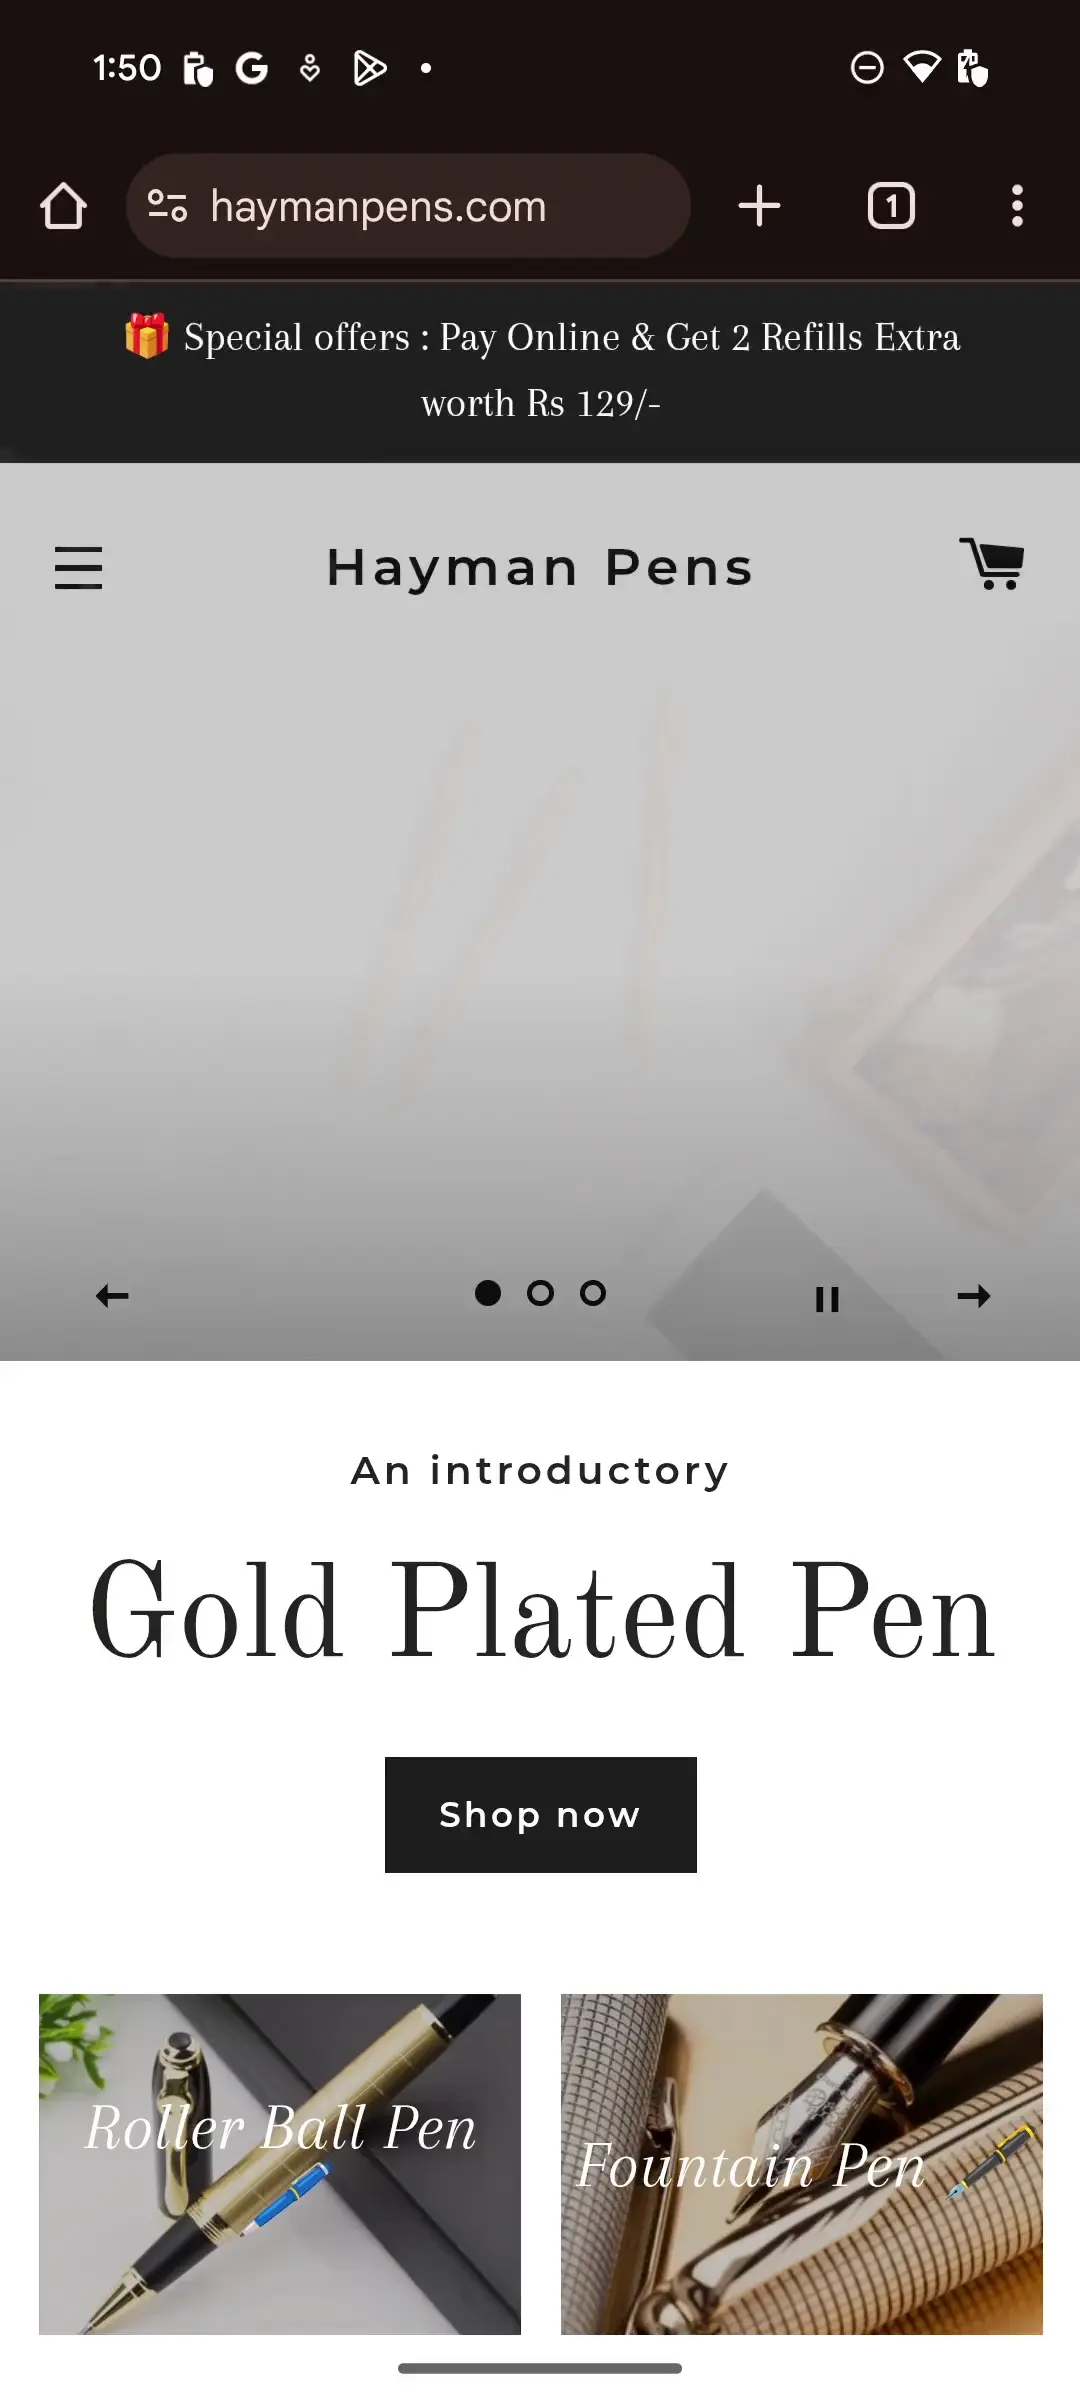 1:50
haymanpens.com
1
🎁 Special offers : Pay Online & Get 2 Refills Extra
worth Rs 129/-
Hayman Pens
An introductory
Gold Plated Pen
Shop now
Roller Ball Pen
Fountain Pen